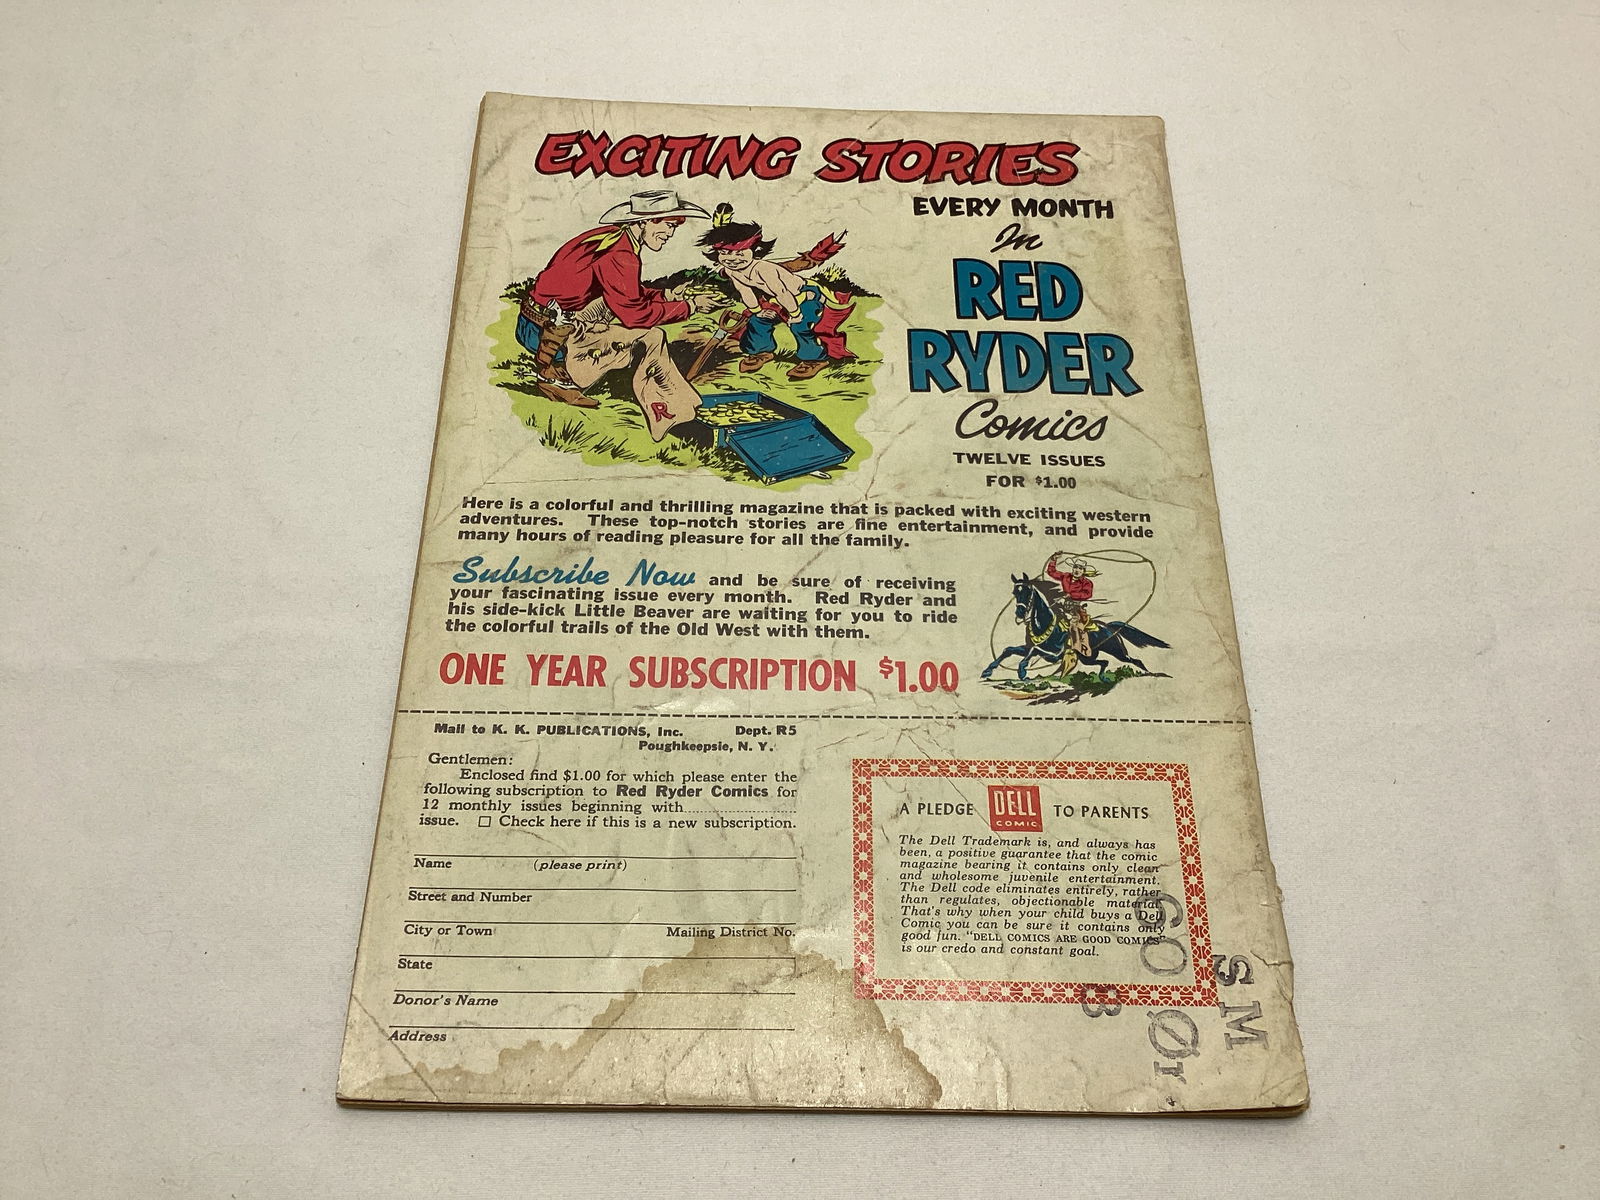 EXCITING STORIES
EVERY MONTH
In
RED
RYDER
Comics
TWELVE ISSUES
FOR $1.00
R
Here is a colorful and thrilling magazine that is packed with exciting western
adventures. These top-notch stories are fine entertainment, and provide
many hours of reading pleasure for all the family.
Subscribe Now and be sure of receiving
your fascinating issue every month. Red Ryder and
his side-kick Little Beaver are waiting for you to ride
the colorful trails of the Old West with them.
ONE YEAR SUBSCRIPTION $1.00
Mail to K. K. PUBLICATIONS, Inc. Dept. R5
Poughkeepsie, N. Y.
Gentlemen:
Enclosed find $1.00 for which please enter the
following subscription to Red Ryder Comics for
12 monthly issues beginning with....................
issue. ☐ Check here if this is a new subscription.
Name (please print)
Street and Number
City or Town Mailing District No.
State
Donor's Name
Address
A PLEDGE DELL COMIC TO PARENTS
The Dell Trademark is, and always has
been, a positive guarantee that the comic
magazine bearing it contains only clean
and wholesome juvenile entertainment.
The Dell code eliminates entirely, rather
than regulates, objectionable material.
That's why when your child buys a Dell
Comic you can be sure it contains only
good fun. "DELL COMICS ARE GOOD COMICS"
is our credo and constant goal.
SM